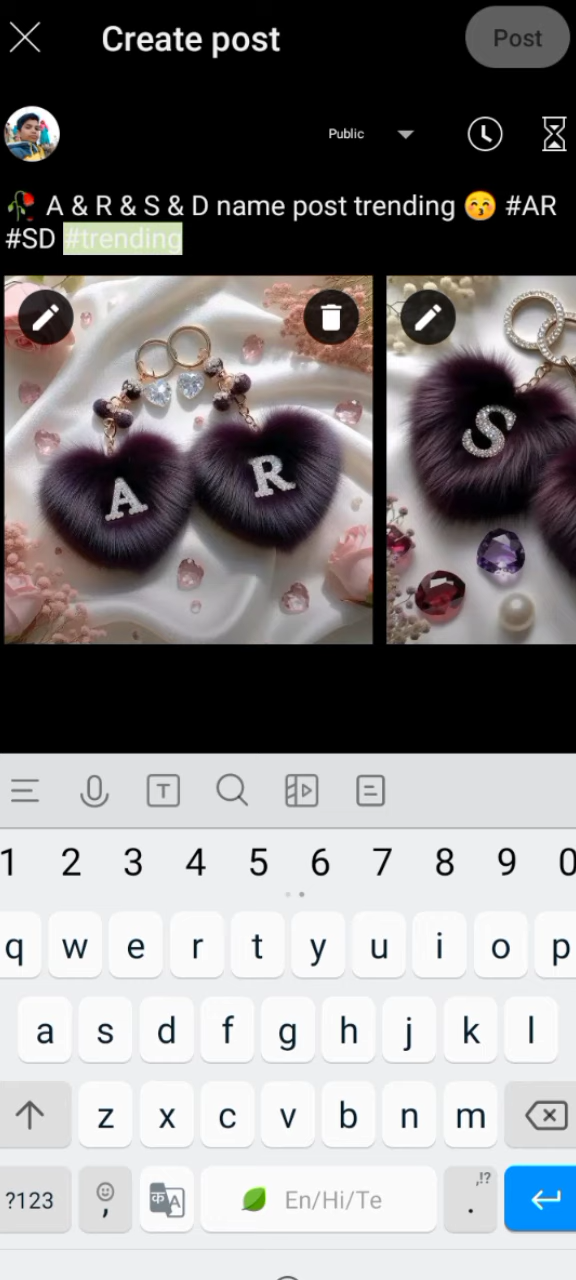 Create post
Post
Public
🥀 A & R & S & D name post trending 😚 #AR
#SD #trending
A R
S
1 2 3 4 5 6 7 8 9 0
q w e r t y u i o p
a s d f g h j k l
z x c v b n m
?123 , क A En/Hi/Te ,!? .